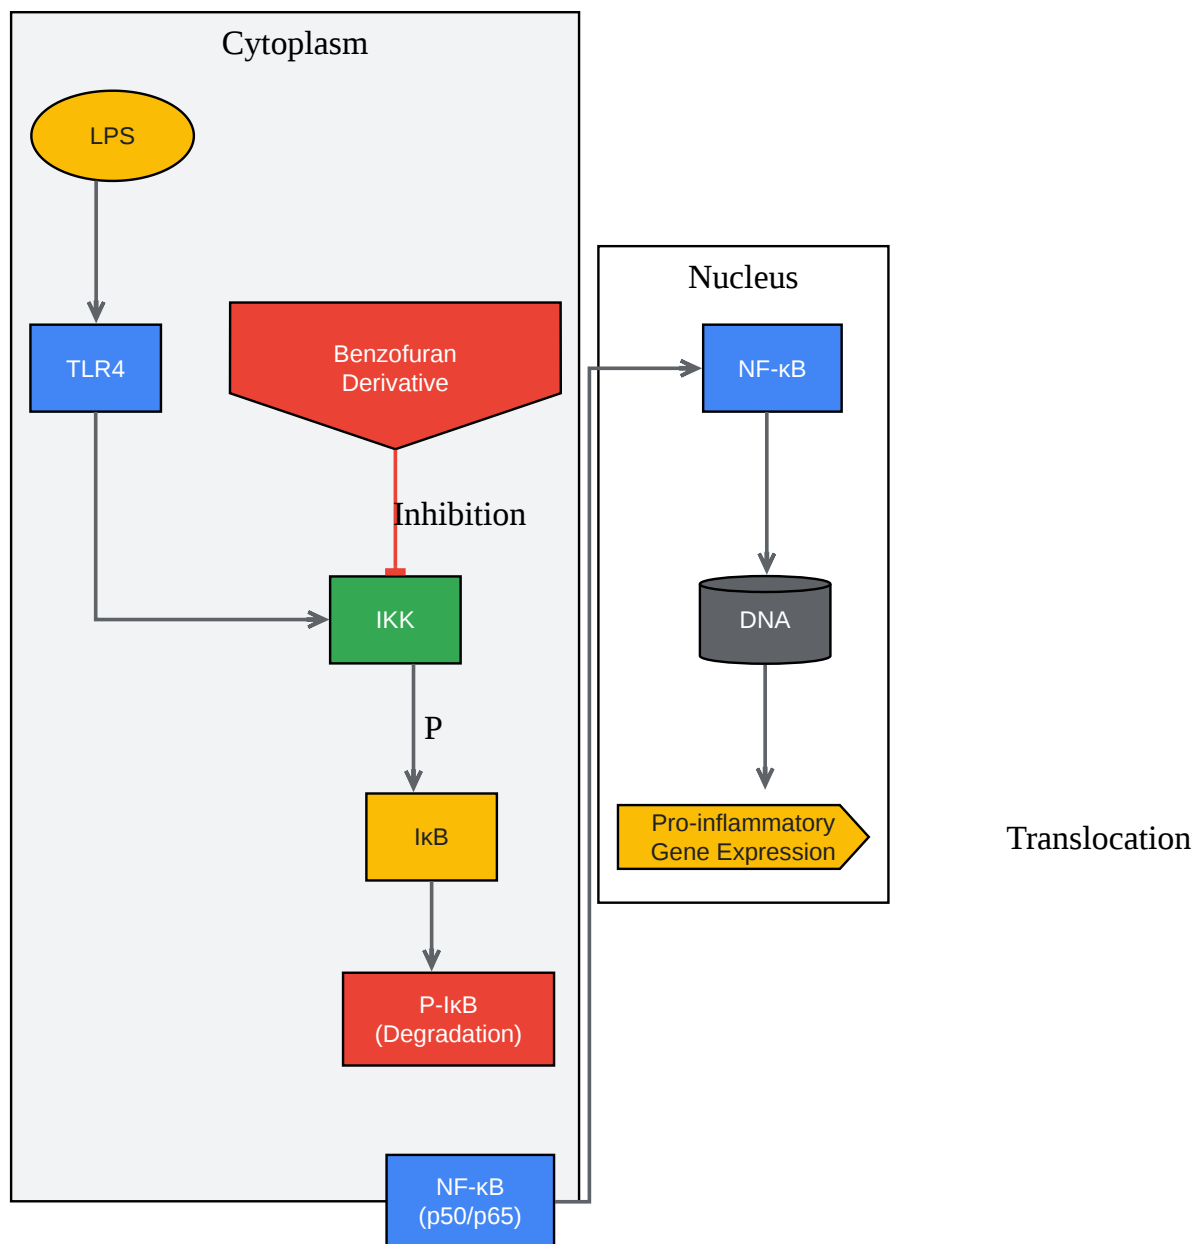 Cytoplasm
LPS
TLR4
Benzofuran
Derivative
Inhibition
IKK
P
IκB
P-IκB
(Degradation)
NF-κB
(p50/p65)
Nucleus
NF-κB
DNA
Pro-inflammatory
Gene Expression
Translocation